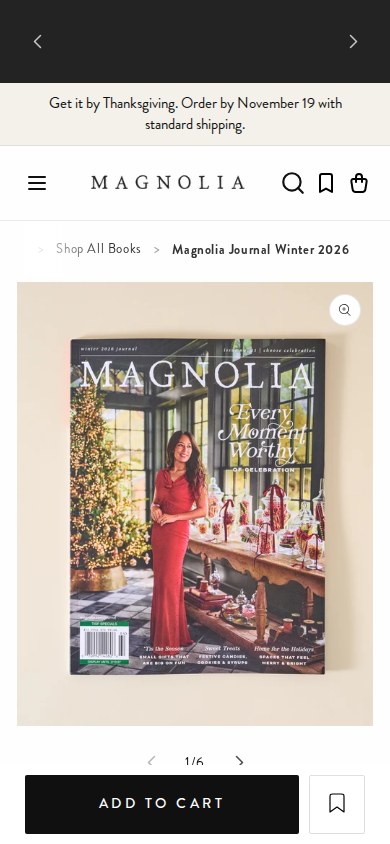 Get it by Thanksgiving. Order by November 19 with
standard shipping.
MAGNOLIA
> Shop All Books > Magnolia Journal Winter 2026
winter 2026 journal
choose celebration
MAGNOLIA
Every
Moment
Worthy
OF CELEBRATION
'Tis the Season
SMALL GIFTS THAT
ARE BIG ON FUN
Sweet Treats
FESTIVE CANDIES,
COOKIES & SYRUPS
Home for the Holidays
SPACES THAT FEEL
MERRY & BRIGHT
1/6
ADD TO CART